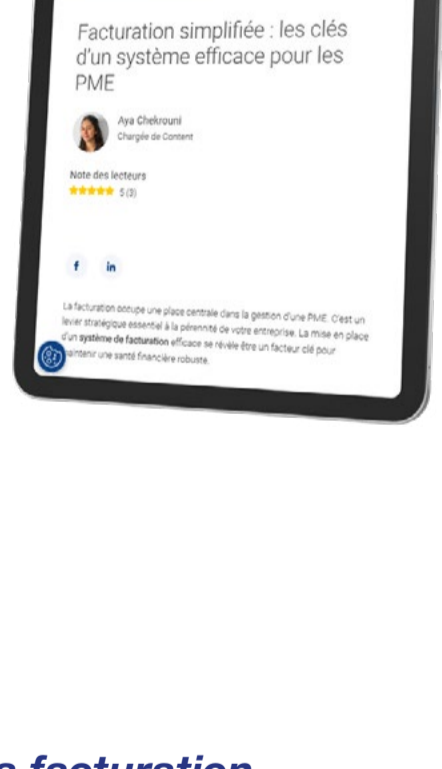 Facturation simplifiée : les clés
d'un système efficace pour les
PME
Aya Chekrouni
Chargée de Content
Note des lecteurs
5 (3)
f
in
La facturation occupe une place centrale dans la gestion d'une PME. C'est un
levier stratégique essentiel à la pérennité de votre entreprise. La mise en place
d'un système de facturation efficace se révèle être un facteur clé pour
maintenir une santé financière robuste.
facturation